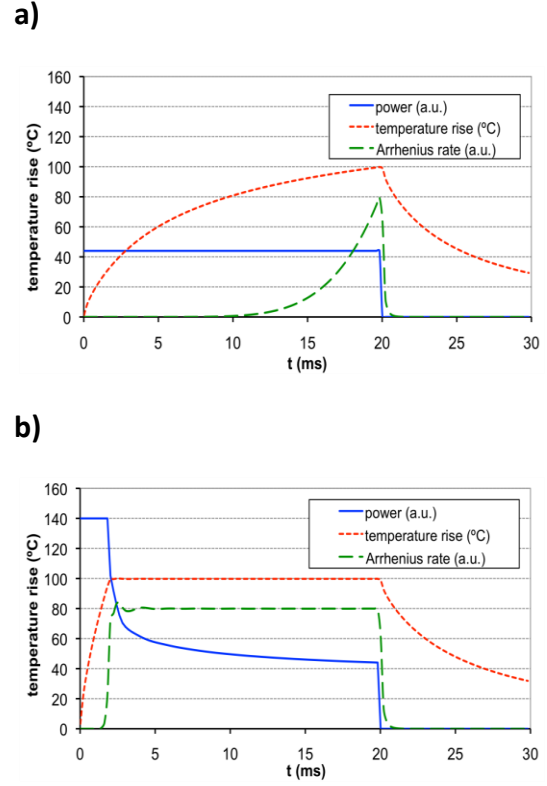 a)
160
140
120
100
80
60
40
20
0
temperature rise (ºC)
power (a.u.)
temperature rise (ºC)
Arrhenius rate (a.u.)
0 5 10 15 20 25 30
t (ms)
b)
160
140
120
100
80
60
40
20
0
temperature rise (ºC)
power (a.u.)
temperature rise (ºC)
Arrhenius rate (a.u.)
0 5 10 15 20 25 30
t (ms)